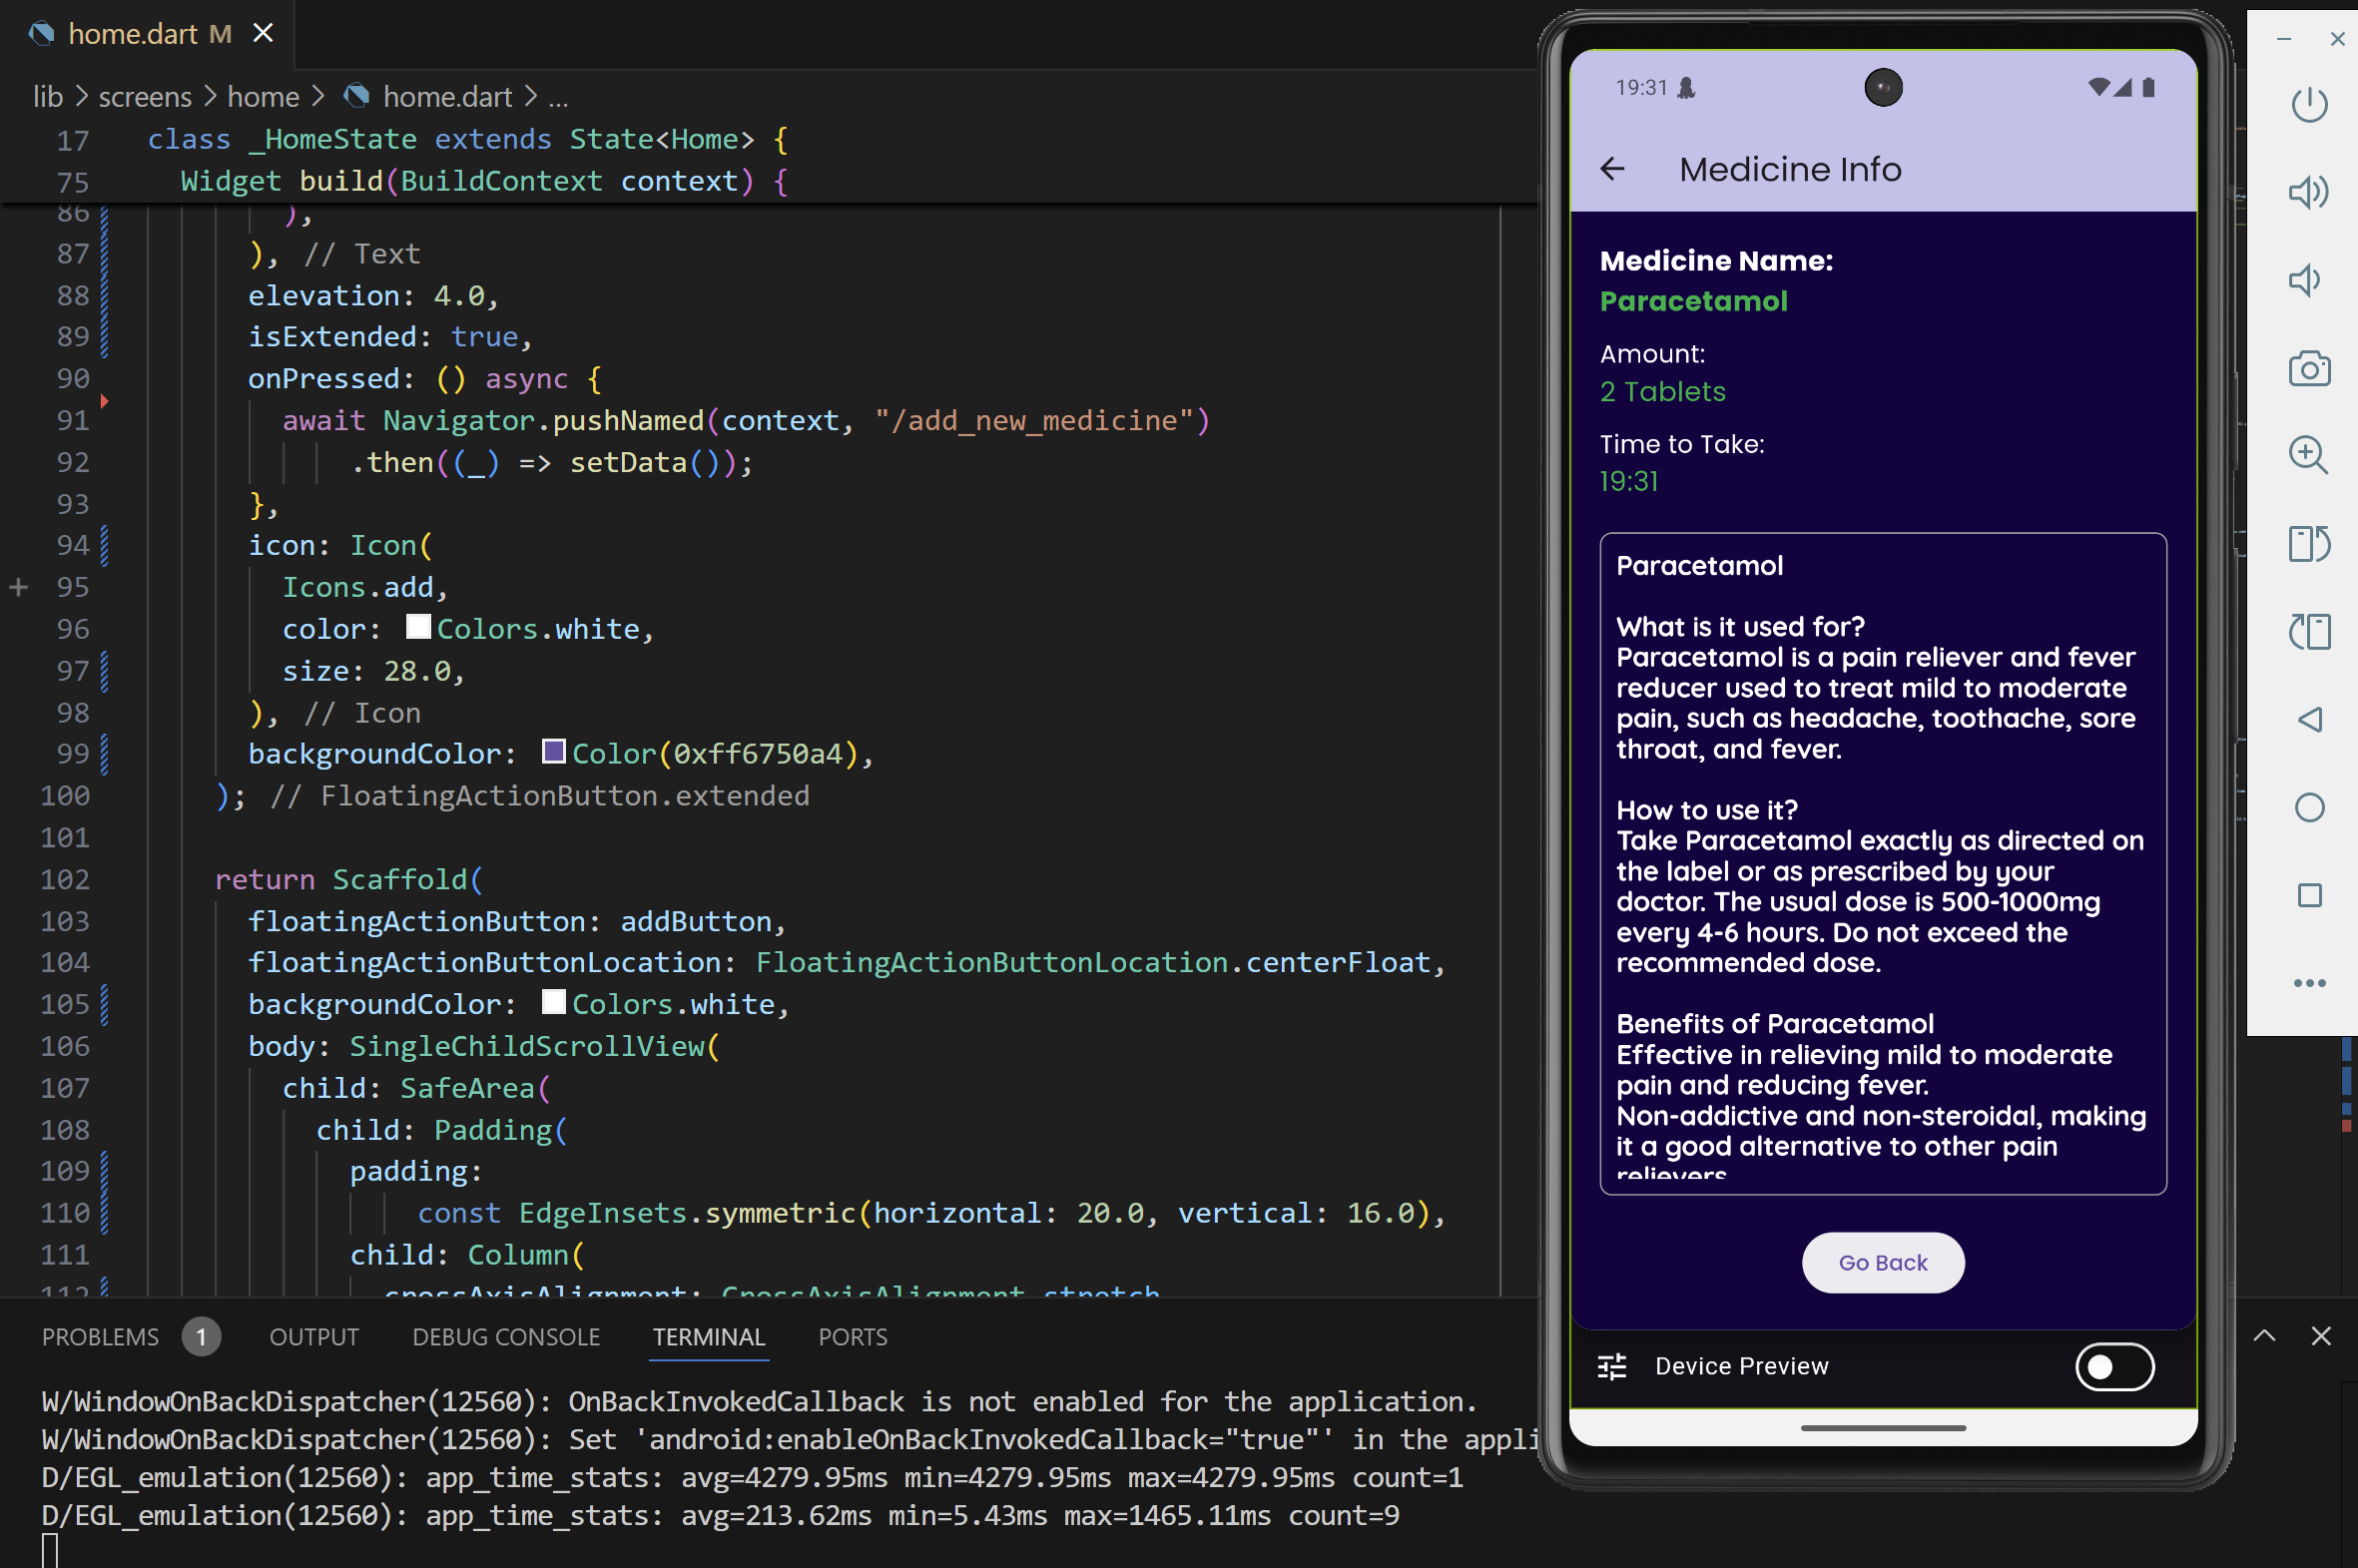 home.dart M
lib > screens > home > home.dart > ...
17 class _HomeState extends State<Home> {
75 Widget build(BuildContext context) {
86 ),
87 ), // Text
88 elevation: 4.0,
89 isExtended: true,
90 onPressed: () async {
91 await Navigator.pushNamed(context, "/add_new_medicine")
92 .then((_) => setData());
93 },
94 icon: Icon(
95 Icons.add,
96 color: Colors.white,
97 size: 28.0,
98 ), // Icon
99 backgroundColor: Color(0xff6750a4),
100 ); // FloatingActionButton.extended
101
102 return Scaffold(
103 floatingActionButton: addButton,
104 floatingActionButtonLocation: FloatingActionButtonLocation.centerFloat,
105 backgroundColor: Colors.white,
106 body: SingleChildScrollView(
107 child: SafeArea(
108 child: Padding(
109 padding:
110 const EdgeInsets.symmetric(horizontal: 20.0, vertical: 16.0),
111 child: Column(
112 crossAxisAlignment: CrossAxisAlignment.stretch
PROBLEMS 1 OUTPUT DEBUG CONSOLE TERMINAL PORTS
W/WindowOnBackDispatcher(12560): OnBackInvokedCallback is not enabled for the application.
W/WindowOnBackDispatcher(12560): Set 'android:enableOnBackInvokedCallback="true"' in the appli
D/EGL_emulation(12560): app_time_stats: avg=4279.95ms min=4279.95ms max=4279.95ms count=1
D/EGL_emulation(12560): app_time_stats: avg=213.62ms min=5.43ms max=1465.11ms count=9
19:31
Medicine Info
Medicine Name:
Paracetamol
Amount:
2 Tablets
Time to Take:
19:31
Paracetamol
What is it used for?
Paracetamol is a pain reliever and fever
reducer used to treat mild to moderate
pain, such as headache, toothache, sore
throat, and fever.
How to use it?
Take Paracetamol exactly as directed on
the label or as prescribed by your
doctor. The usual dose is 500-1000mg
every 4-6 hours. Do not exceed the
recommended dose.
Benefits of Paracetamol
Effective in relieving mild to moderate
pain and reducing fever.
Non-addictive and non-steroidal, making
it a good alternative to other pain
relievers
Go Back
Device Preview